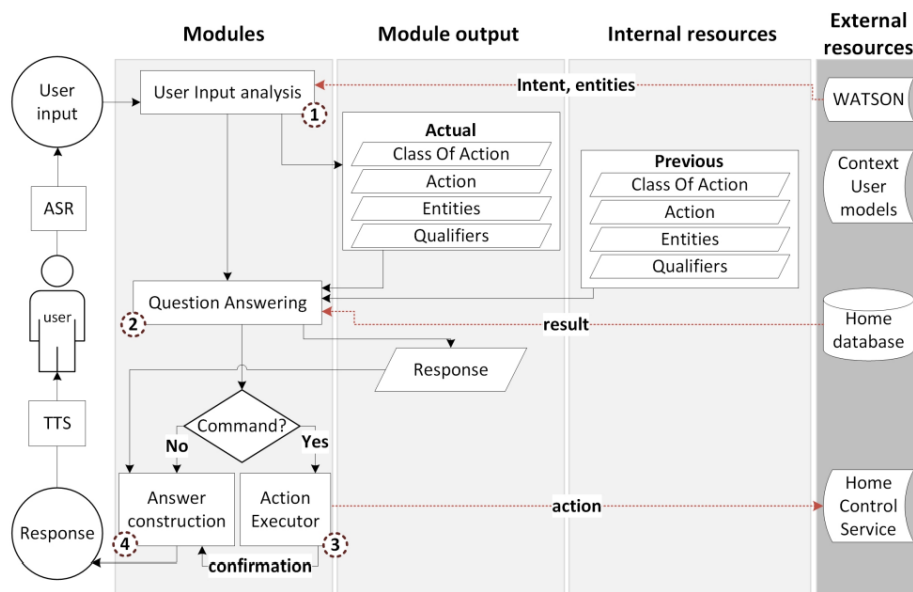 Modules
Module output
Internal resources
External
resources
User
input
User Input analysis
1
Intent, entities
WATSON
Actual
Class Of Action
Action
Entities
Qualifiers
Previous
Class Of Action
Action
Entities
Qualifiers
Context
User
models
ASR
user
Question Answering
2
result
Home
database
Response
TTS
Command?
No
Yes
Answer
construction
4
Action
Executor
3
action
Home
Control
Service
Response
confirmation